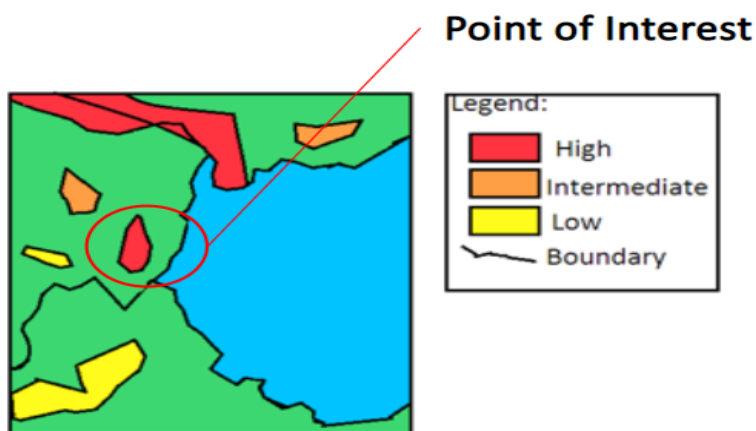 Point of Interest
Legend:
High
Intermediate
Low
Boundary